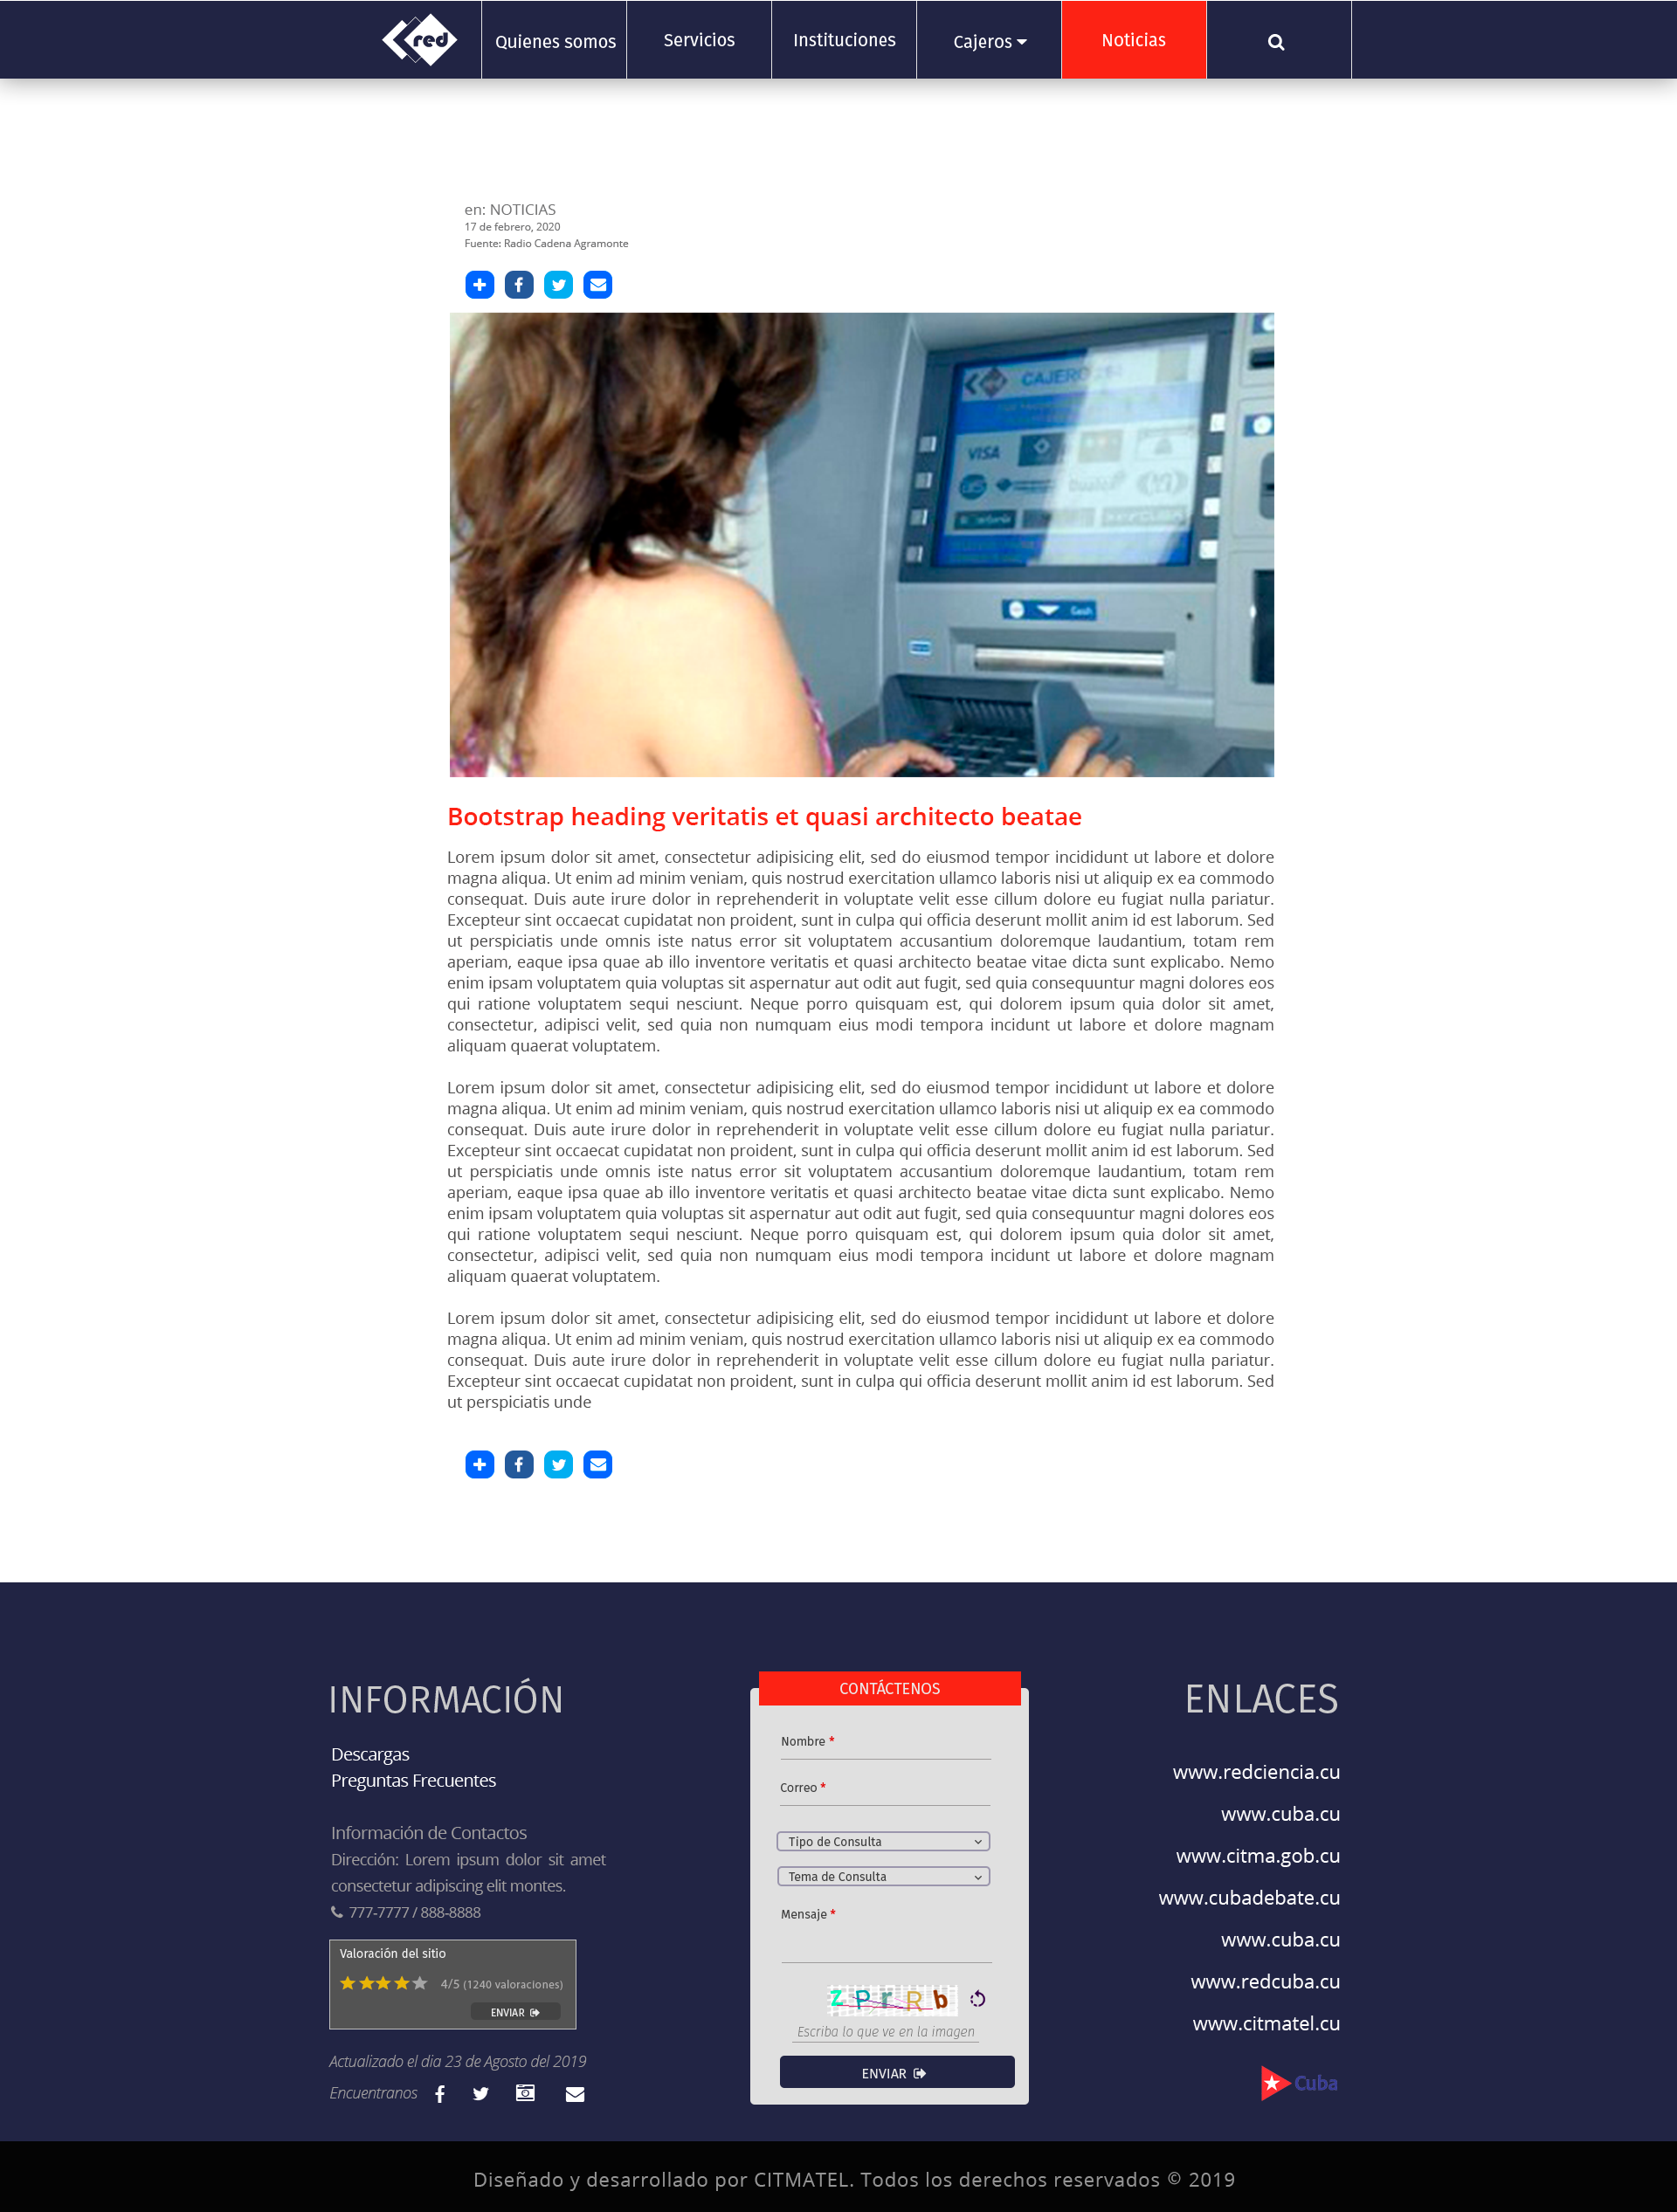 red
Quienes somos
Servicios
Instituciones
Cajeros
Noticias
en: NOTICIAS
17 de febrero, 2020
Fuente: Radio Cadena Agramonte
red CAJERO
VISA
Cash
Bootstrap heading veritatis et quasi architecto beatae
Lorem ipsum dolor sit amet, consectetur adipisicing elit, sed do eiusmod tempor incididunt ut labore et dolore
magna aliqua. Ut enim ad minim veniam, quis nostrud exercitation ullamco laboris nisi ut aliquip ex ea commodo
consequat. Duis aute irure dolor in reprehenderit in voluptate velit esse cillum dolore eu fugiat nulla pariatur.
Excepteur sint occaecat cupidatat non proident, sunt in culpa qui officia deserunt mollit anim id est laborum. Sed
ut perspiciatis unde omnis iste natus error sit voluptatem accusantium doloremque laudantium, totam rem
aperiam, eaque ipsa quae ab illo inventore veritatis et quasi architecto beatae vitae dicta sunt explicabo. Nemo
enim ipsam voluptatem quia voluptas sit aspernatur aut odit aut fugit, sed quia consequuntur magni dolores eos
qui ratione voluptatem sequi nesciunt. Neque porro quisquam est, qui dolorem ipsum quia dolor sit amet,
consectetur, adipisci velit, sed quia non numquam eius modi tempora incidunt ut labore et dolore magnam
aliquam quaerat voluptatem.
Lorem ipsum dolor sit amet, consectetur adipisicing elit, sed do eiusmod tempor incididunt ut labore et dolore
magna aliqua. Ut enim ad minim veniam, quis nostrud exercitation ullamco laboris nisi ut aliquip ex ea commodo
consequat. Duis aute irure dolor in reprehenderit in voluptate velit esse cillum dolore eu fugiat nulla pariatur.
Excepteur sint occaecat cupidatat non proident, sunt in culpa qui officia deserunt mollit anim id est laborum. Sed
ut perspiciatis unde omnis iste natus error sit voluptatem accusantium doloremque laudantium, totam rem
aperiam, eaque ipsa quae ab illo inventore veritatis et quasi architecto beatae vitae dicta sunt explicabo. Nemo
enim ipsam voluptatem quia voluptas sit aspernatur aut odit aut fugit, sed quia consequuntur magni dolores eos
qui ratione voluptatem sequi nesciunt. Neque porro quisquam est, qui dolorem ipsum quia dolor sit amet,
consectetur, adipisci velit, sed quia non numquam eius modi tempora incidunt ut labore et dolore magnam
aliquam quaerat voluptatem.
Lorem ipsum dolor sit amet, consectetur adipisicing elit, sed do eiusmod tempor incididunt ut labore et dolore
magna aliqua. Ut enim ad minim veniam, quis nostrud exercitation ullamco laboris nisi ut aliquip ex ea commodo
consequat. Duis aute irure dolor in reprehenderit in voluptate velit esse cillum dolore eu fugiat nulla pariatur.
Excepteur sint occaecat cupidatat non proident, sunt in culpa qui officia deserunt mollit anim id est laborum. Sed
ut perspiciatis unde
INFORMACIÓN
Descargas
Preguntas Frecuentes
Información de Contactos
Dirección: Lorem ipsum dolor sit amet
consectetur adipiscing elit montes.
777-7777 / 888-8888
Valoración del sitio
4/5 (1240 valoraciones)
ENVIAR
Actualizado el dia 23 de Agosto del 2019
Encuentranos
CONTÁCTENOS
Nombre *
Correo *
Tipo de Consulta
Tema de Consulta
Mensaje *
Z P r R b
Escriba lo que ve en la imagen
ENVIAR
ENLACES
www.redciencia.cu
www.cuba.cu
www.citma.gob.cu
www.cubadebate.cu
www.cuba.cu
www.redcuba.cu
www.citmatel.cu
Cuba
Diseñado y desarrollado por CITMATEL. Todos los derechos reservados © 2019